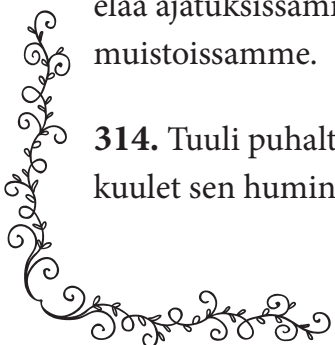 elää ajatuksissam
muistoissamme.
314. Tuuli puhalt
kuulet sen humin